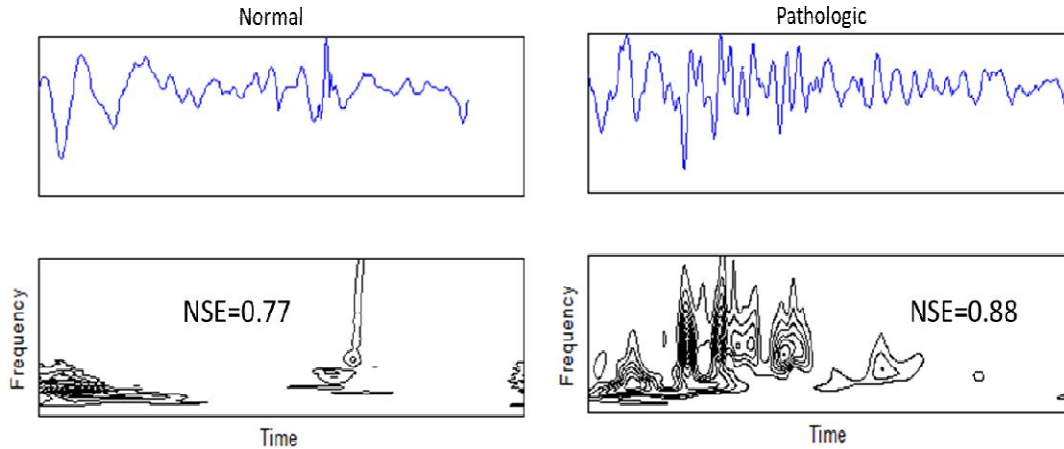 Normal
Pathologic
Frequency
NSE=0.77
Time
Frequency
NSE=0.88
Time